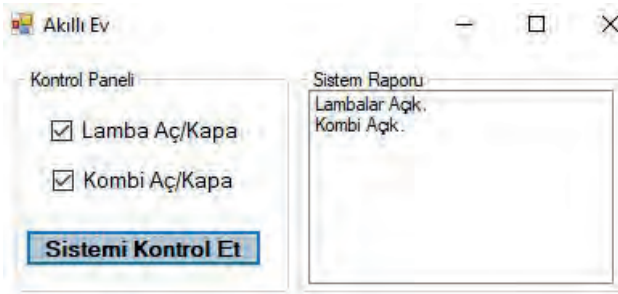 Akıllı Ev
Kontrol Paneli
Lamba Aç/Kapa
Kombi Aç/Kapa
Sistemi Kontrol Et
Sistem Raporu
Lambalar Açık.
Kombi Açık.